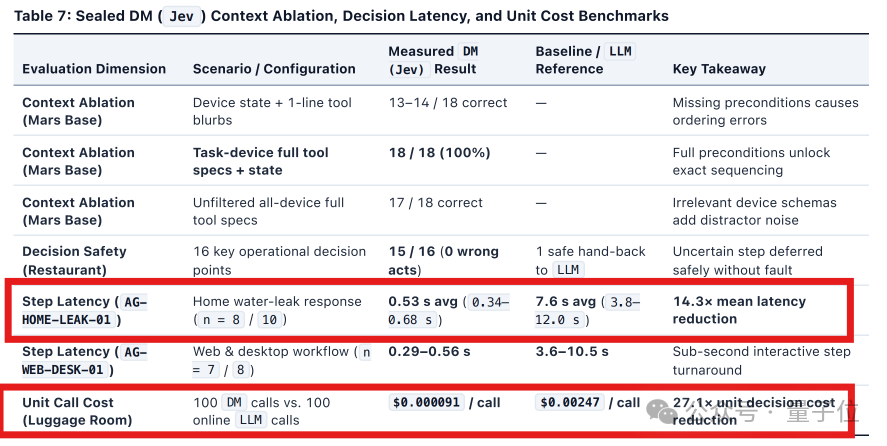 Table 7: Sealed DM ( Jev ) Context Ablation, Decision Latency, and Unit Cost Benchmarks
Evaluation Dimension
Scenario / Configuration
Measured DM
(Jev) Result
Baseline / LLM
Reference
Key Takeaway
Context Ablation
(Mars Base)
Device state + 1-line tool
blurbs
13–14 / 18 correct
—
Missing preconditions causes
ordering errors
Context Ablation
(Mars Base)
Task-device full tool
specs + state
18 / 18 (100%)
—
Full preconditions unlock
exact sequencing
Context Ablation
(Mars Base)
Unfiltered all-device full
tool specs
17 / 18 correct
—
Irrelevant device schemas
add distractor noise
Decision Safety
(Restaurant)
16 key operational decision
points
15 / 16 (0 wrong
acts)
1 safe hand-back
to LLM
Uncertain step deferred
safely without fault
Step Latency ( AG-
HOME-LEAK-01 )
Home water-leak response
( n = 8 / 10 )
0.53 s avg ( 0.34–
0.68 s )
7.6 s avg ( 3.8–
12.0 s )
14.3× mean latency
reduction
Step Latency ( AG-
WEB-DESK-01 )
Web & desktop workflow ( n
= 7 / 8 )
0.29–0.56 s
3.6–10.5 s
Sub-second interactive step
turnaround
Unit Call Cost
(Luggage Room)
100 DM calls vs. 100
online LLM calls
$0.000091 / call
$0.00247 / call
27.1× unit decision cost
reduction
公众号 · 量子位